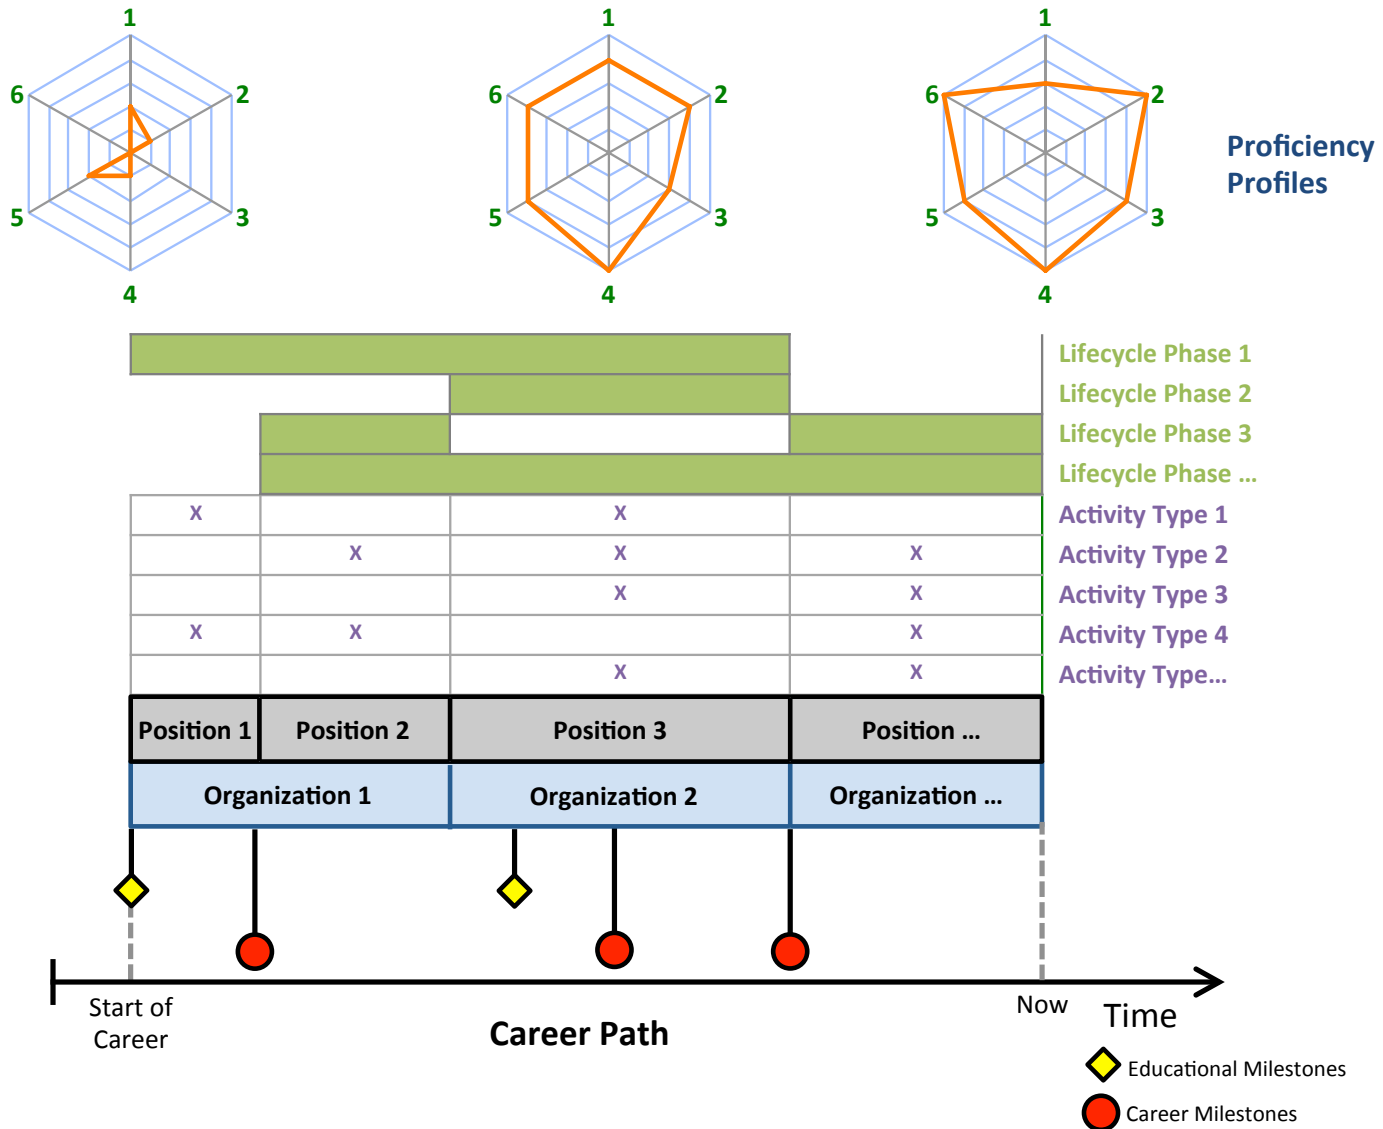 1
1
1
6
2
6
2
6
2
Proficiency
Profiles
5
3
5
3
5
3
4
4
4
Lifecycle Phase 1
Lifecycle Phase 2
Lifecycle Phase 3
Lifecycle Phase ...
X
X
Activity Type 1
X
X
X
Activity Type 2
X
X
Activity Type 3
X
X
X
Activity Type 4
X
X
Activity Type...
Position 1
Position 2
Position 3
Position ...
Organization 1
Organization 2
Organization ...
Start of
Career
Career Path
Now
Time
Educational Milestones
Career Milestones